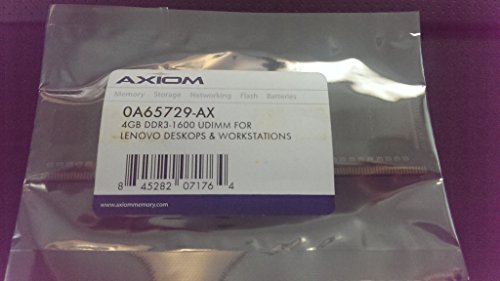 AXIOM
Memory Storage Networking Flash Batteries
0A65729-AX
4GB DDR3-1600 UDIMM FOR
LENOVO DESKOPS & WORKSTATIONS
8 45282 07176 4
www.axiommemory.com